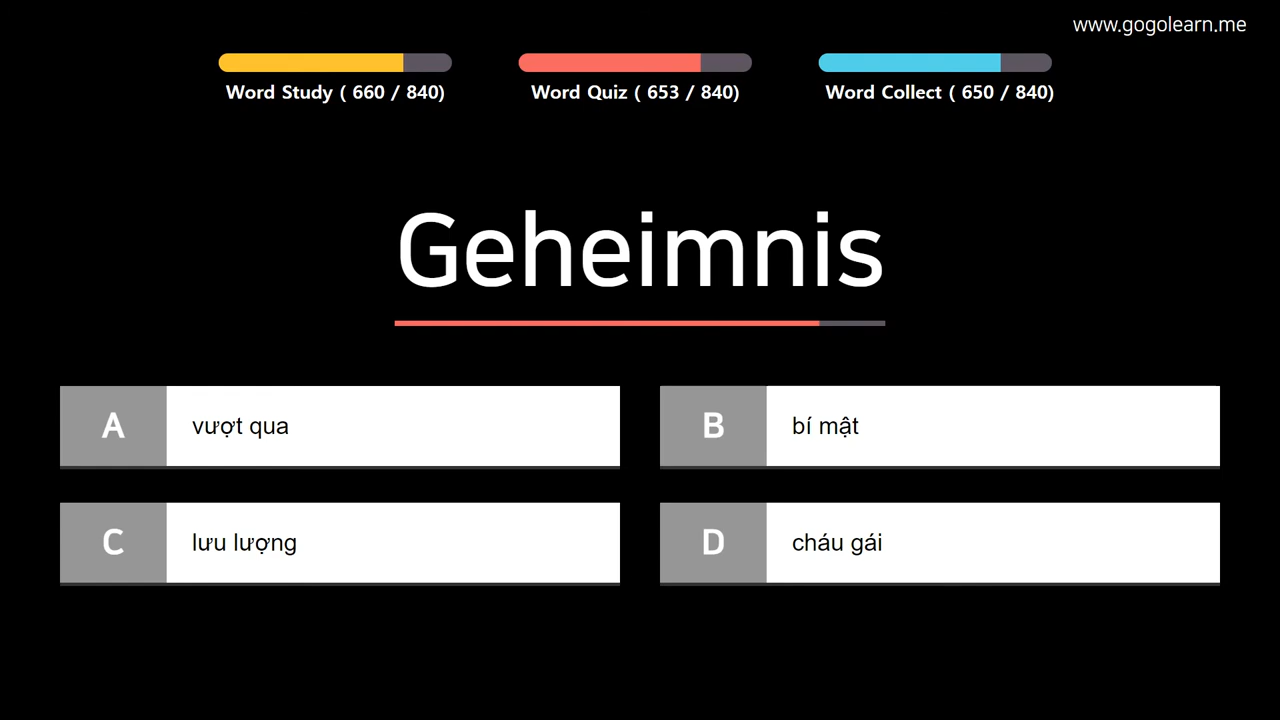 www.gogolearn.me
Word Study ( 660 / 840)
Word Quiz ( 653 / 840)
Word Collect ( 650 / 840)
Geheimnis
A vượt qua
B bí mật
C lưu lượng
D cháu gái